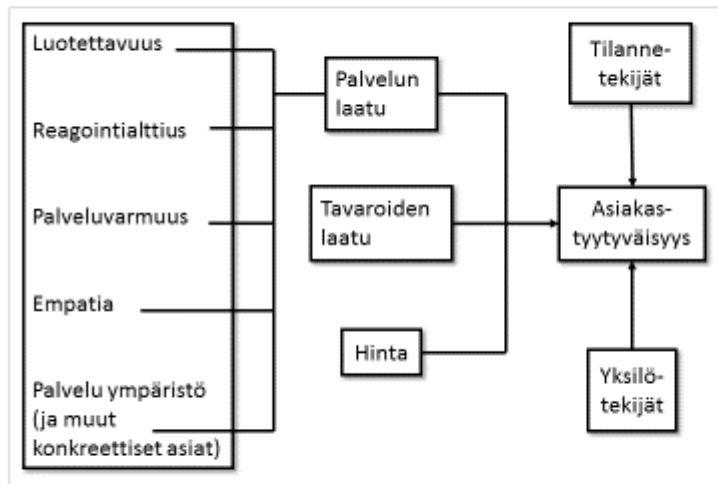 Luotettavuus
Reagointialttius
Palveluvarmuus
Empatia
Palvelu ympäristö
(ja muut
konkreettiset asiat)
Palvelun
laatu
Tavaroiden
laatu
Hinta
Tilanne-
tekijät
Asiakas-
tyytyväisyys
Yksilö-
tekijät